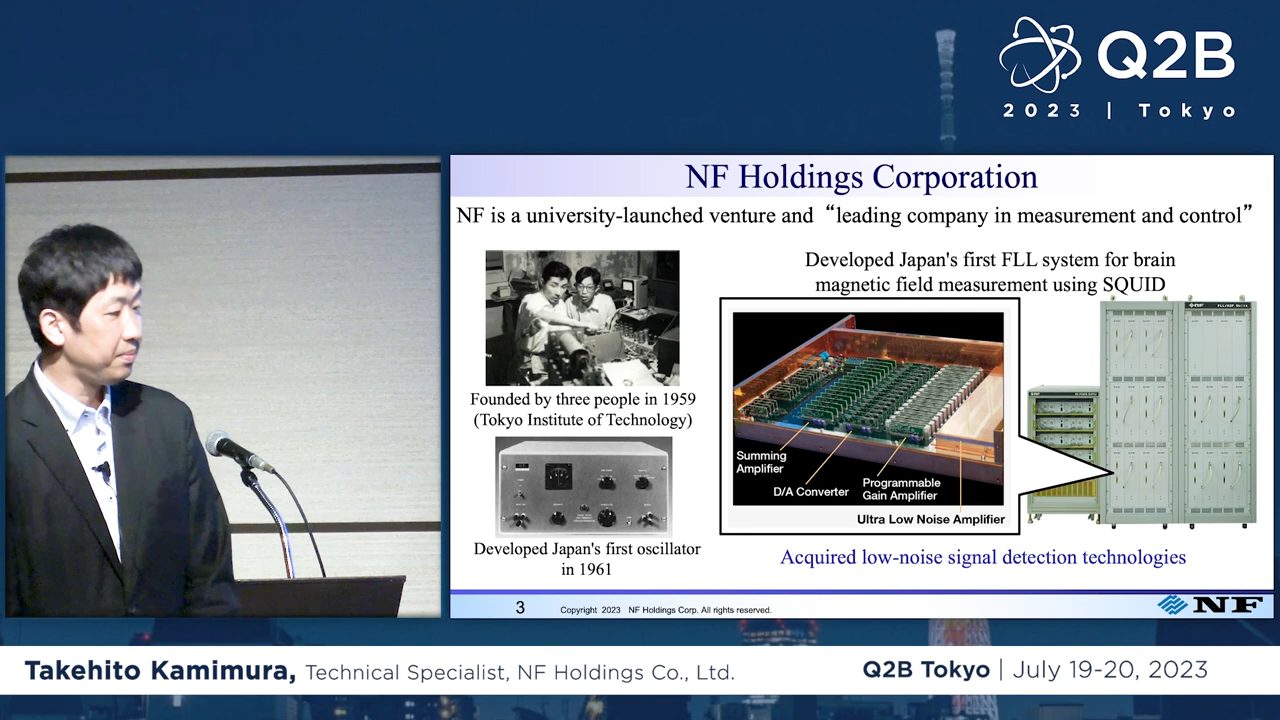 Q2B
2023 | Tokyo
NF Holdings Corporation
NF is a university-launched venture and “leading company in measurement and control”
Founded by three people in 1959
(Tokyo Institute of Technology)
Developed Japan's first oscillator
in 1961
Developed Japan's first FLL system for brain
magnetic field measurement using SQUID
Summing
Amplifier
D/A Converter
Programmable
Gain Amplifier
Ultra Low Noise Amplifier
Acquired low-noise signal detection technologies
3
Copyright 2023 NF Holdings Corp. All rights reserved.
NF
Takehito Kamimura, Technical Specialist, NF Holdings Co., Ltd.
Q2B Tokyo | July 19-20, 2023